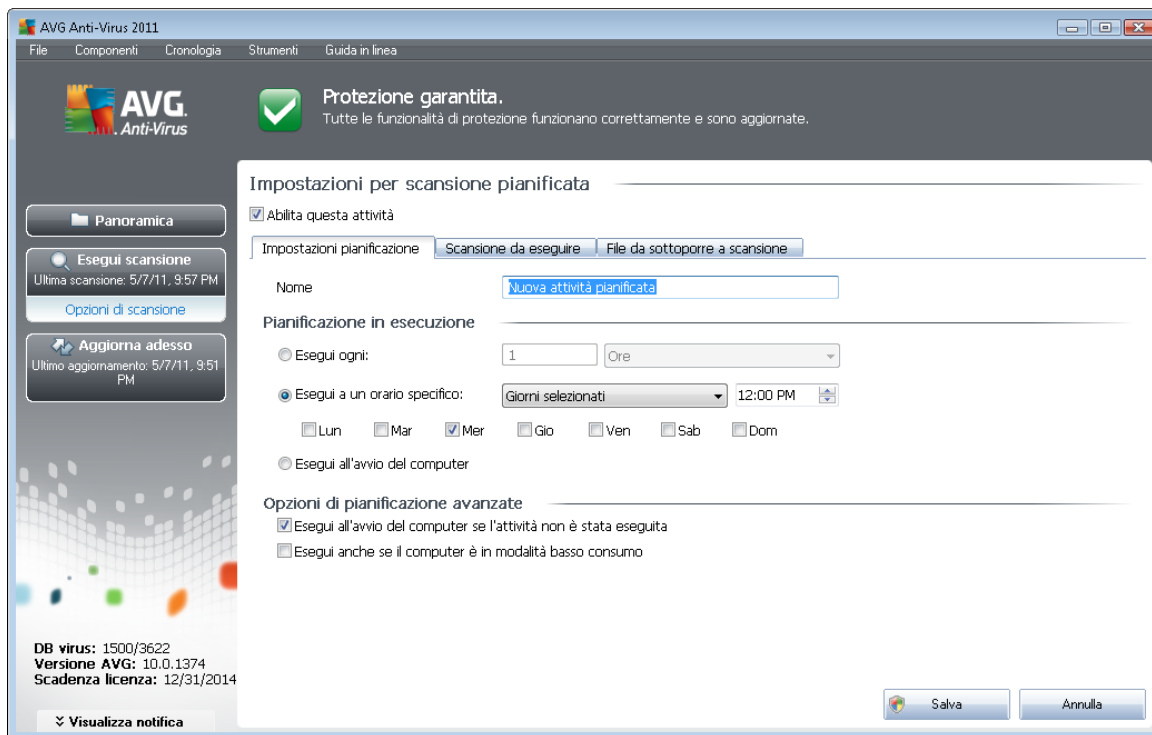 AVG Anti-Virus 2011
File Componenti Cronologia Strumenti Guida in linea
AVG.
Anti-Virus
Protezione garantita.
Tutte le funzionalità di protezione funzionano correttamente e sono aggiornate.
Panoramica
Esegui scansione
Ultima scansione: 5/7/11, 9:57 PM
Opzioni di scansione
Aggiorna adesso
Ultimo aggiornamento: 5/7/11, 9:51
PM
DB virus: 1500/3622
Versione AVG: 10.0.1374
Scadenza licenza: 12/31/2014
Visualizza notifica
Impostazioni per scansione pianificata
Abilita questa attività
Impostazioni pianificazione Scansione da eseguire File da sottoporre a scansione
Nome Nuova attività pianificata
Pianificazione in esecuzione
Esegui ogni: 1 Ore
Esegui a un orario specifico: Giorni selezionati 12:00 PM
Lun Mar Mer Gio Ven Sab Dom
Esegui all'avvio del computer
Opzioni di pianificazione avanzate
Esegui all'avvio del computer se l'attività non è stata eseguita
Esegui anche se il computer è in modalità basso consumo
Salva Annulla